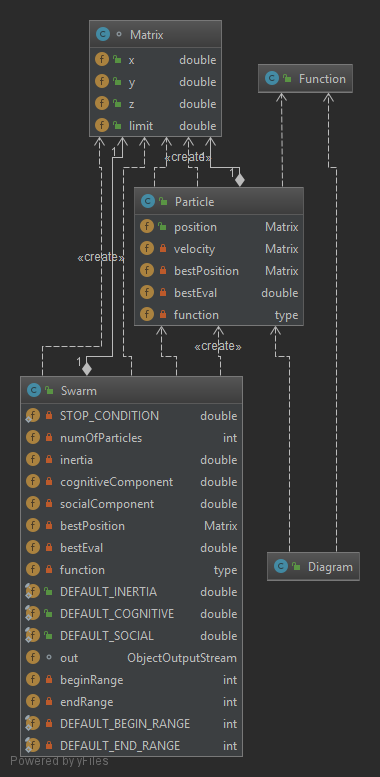 Matrix
x double
y double
z double
limit double
Function
1
«create»
1
Particle
position Matrix
velocity Matrix
bestPosition Matrix
bestEval double
function type
«create»
«create»
1
Swarm
STOP_CONDITION double
numOfParticles int
inertia double
cognitiveComponent double
socialComponent double
bestPosition Matrix
bestEval double
function type
DEFAULT_INERTIA double
DEFAULT_COGNITIVE double
DEFAULT_SOCIAL double
out ObjectOutputStream
beginRange int
endRange int
DEFAULT_BEGIN_RANGE int
DEFAULT_END_RANGE int
Diagram
Powered by yFiles